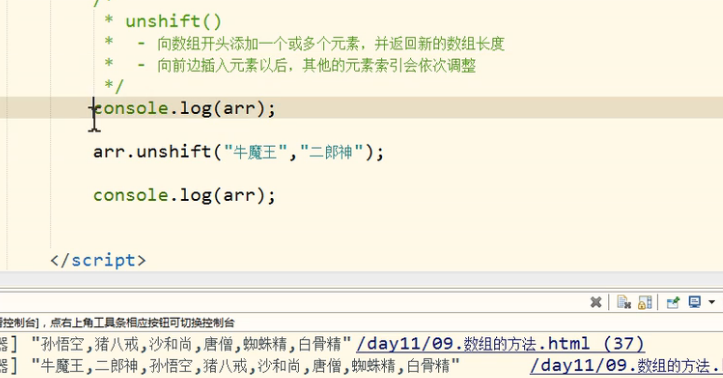 /*
* unshift()
* - 向数组开头添加一个或多个元素，并返回新的数组长度
* - 向前边插入元素以后，其他的元素索引会依次调整
*/
console.log(arr);
arr.unshift("牛魔王","二郎神");
console.log(arr);
</script>
控制台]，点右上角工具条相应按钮可切换控制台
器] "孙悟空,猪八戒,沙和尚,唐僧,蜘蛛精,白骨精" /day11/09.数组的方法.html (37)
器] "牛魔王,二郎神,孙悟空,猪八戒,沙和尚,唐僧,蜘蛛精,白骨精" /day11/09.数组的方法.